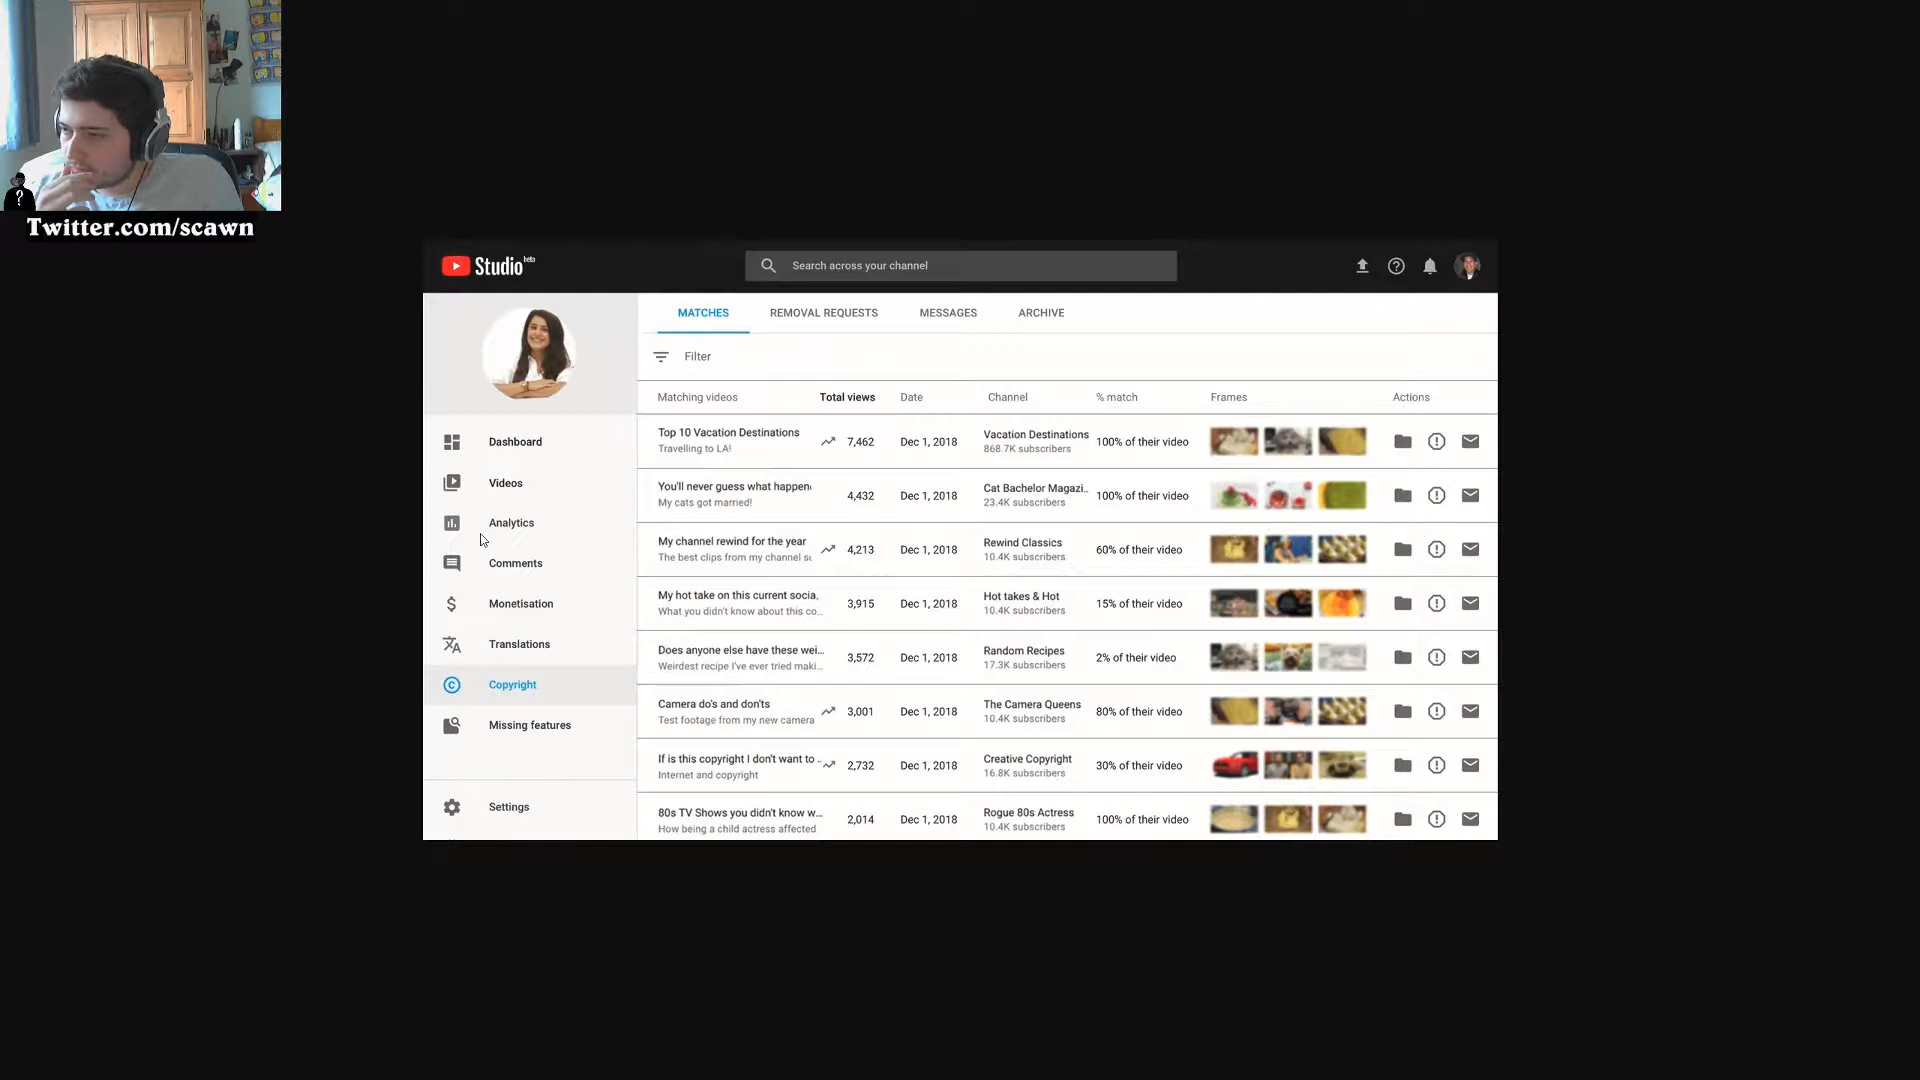 ?
Twitter.com/scawn
Studio beta
Search across your channel
MATCHES REMOVAL REQUESTS MESSAGES ARCHIVE
Filter
Matching videos Total views Date Channel % match Frames Actions
Top 10 Vacation Destinations
Travelling to LA!
7,462 Dec 1, 2018
Vacation Destinations
868.7K subscribers
100% of their video
You'll never guess what happen
My cats got married!
4,432 Dec 1, 2018
Cat Bachelor Magazi..
23.4K subscribers
100% of their video
My channel rewind for the year
The best clips from my channel
4,213 Dec 1, 2018
Rewind Classics
10.4K subscribers
60% of their video
My hot take on this current socia.
What you didn't know about this co...
3,915 Dec 1, 2018
Hot takes & Hot
10.4K subscribers
15% of their video
Does anyone else have these wei...
Weirdest recipe I've ever tried maki...
3,572 Dec 1, 2018
Random Recipes
17.3K subscribers
2% of their video
Camera do's and don'ts
Test footage from my new camera
3,001 Dec 1, 2018
The Camera Queens
10.4K subscribers
80% of their video
If is this copyright I don't want to ..
Internet and copyright
2,732 Dec 1, 2018
Creative Copyright
16.8K subscribers
30% of their video
80s TV Shows you didn't know w...
How being a child actress affected
2,014 Dec 1, 2018
Rogue 80s Actress
10.4K subscribers
100% of their video
Dashboard
Videos
Analytics
Comments
Monetisation
Translations
Copyright
Missing features
Settings